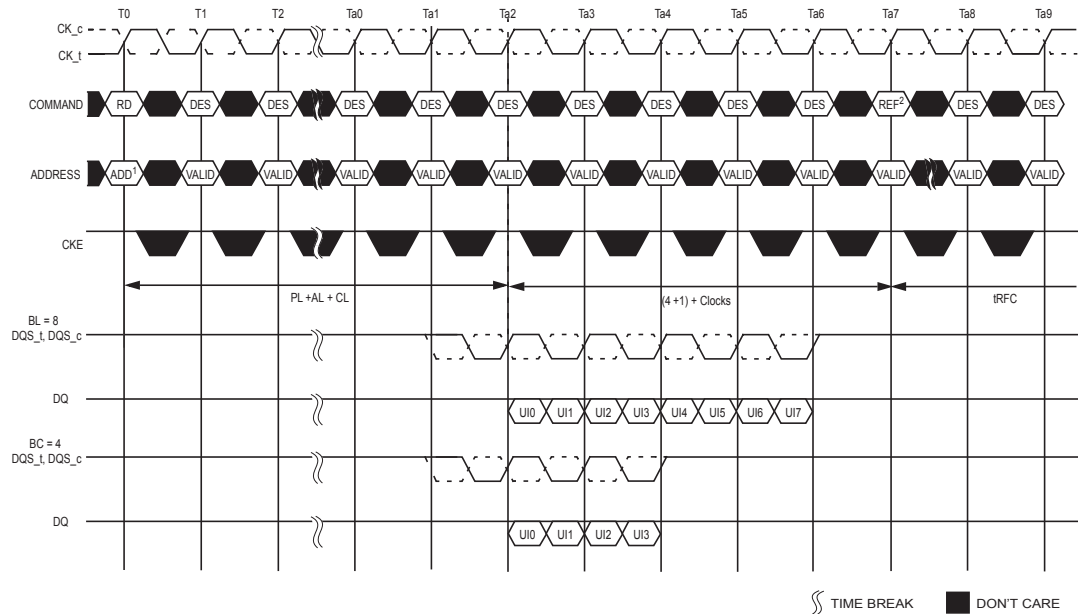 T0 T1 T2 Ta0 Ta1 Ta2 Ta3 Ta4 Ta5 Ta6 Ta7 Ta8 Ta9
CK_c
CK_t
COMMAND RD DES DES DES DES DES DES DES DES DES REF² DES DES
ADDRESS ADD¹ VALID VALID VALID VALID VALID VALID VALID VALID VALID VALID VALID VALID
CKE
PL +AL + CL (4 +1) + Clocks tRFC
BL = 8
DQS_t, DQS_c
DQ UI0 UI1 UI2 UI3 UI4 UI5 UI6 UI7
BC = 4
DQS_t, DQS_c
DQ UI0 UI1 UI2 UI3
TIME BREAK DON'T CARE